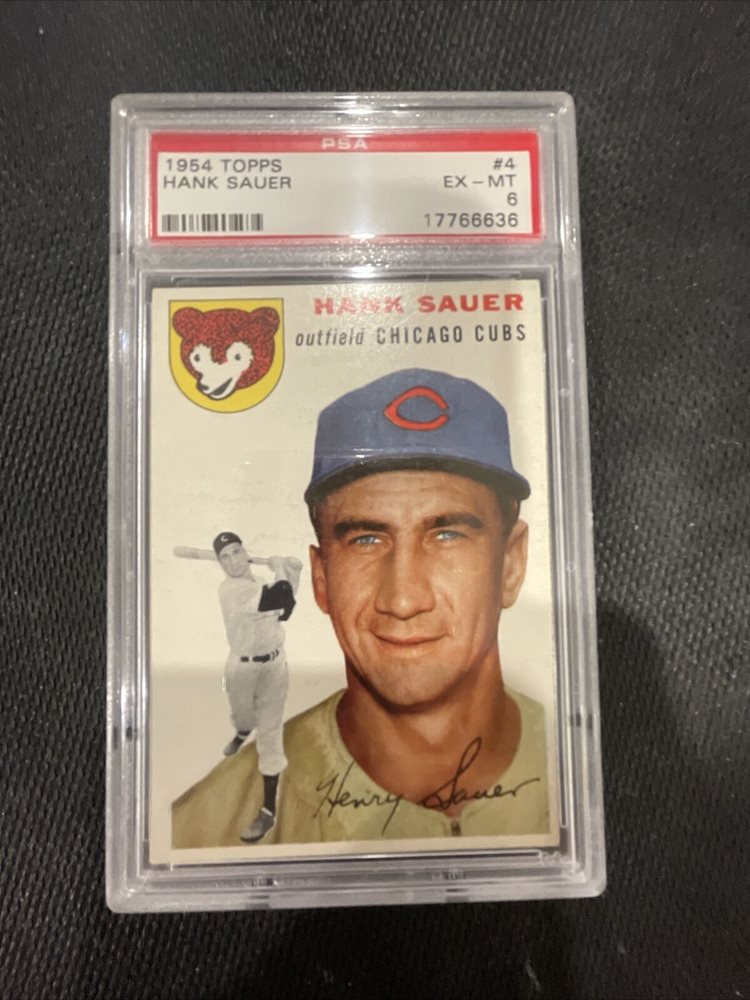 PSA
1954 TOPPS #4
HANK SAUER EX - MT
6
17766636
HANK SAUER
outfield CHICAGO CUBS
C
C
Henry Sauer